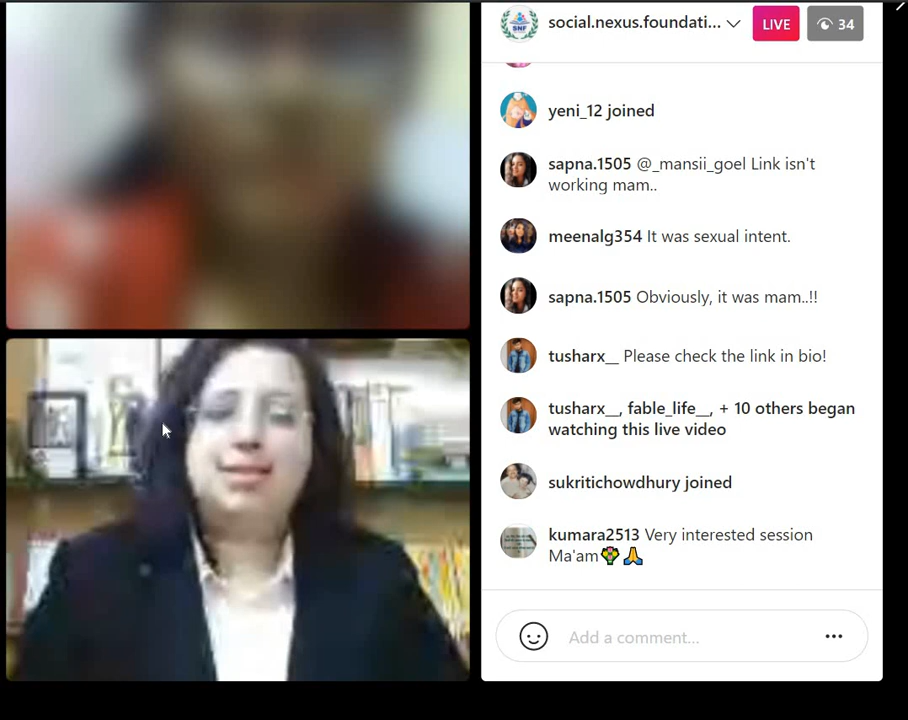 social.nexus.foundati...
LIVE
34
SNF
yeni_12 joined
sapna.1505 @_mansii_goel Link isn't
working mam..
meenalg354 It was sexual intent.
sapna.1505 Obviously, it was mam..!!
tusharx__ Please check the link in bio!
tusharx__, fable_life__, + 10 others began
watching this live video
sukritichowdhury joined
kumara2513 Very interested session
Ma'am💐🙏
Add a comment...